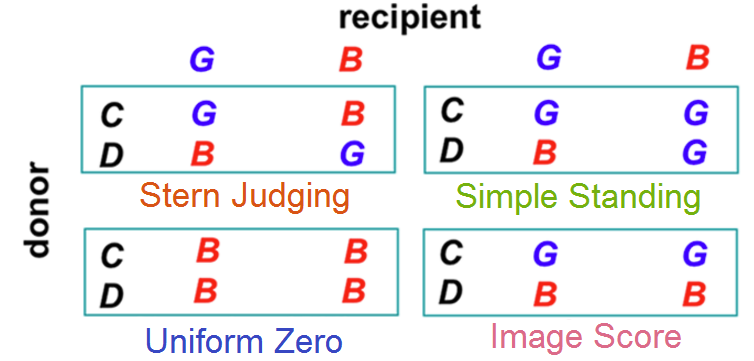 recipient
G B G B
C G B C G G
D B G D B G
Stern Judging Simple Standing
donor
C B B C G G
D B B D B B
Uniform Zero Image Score